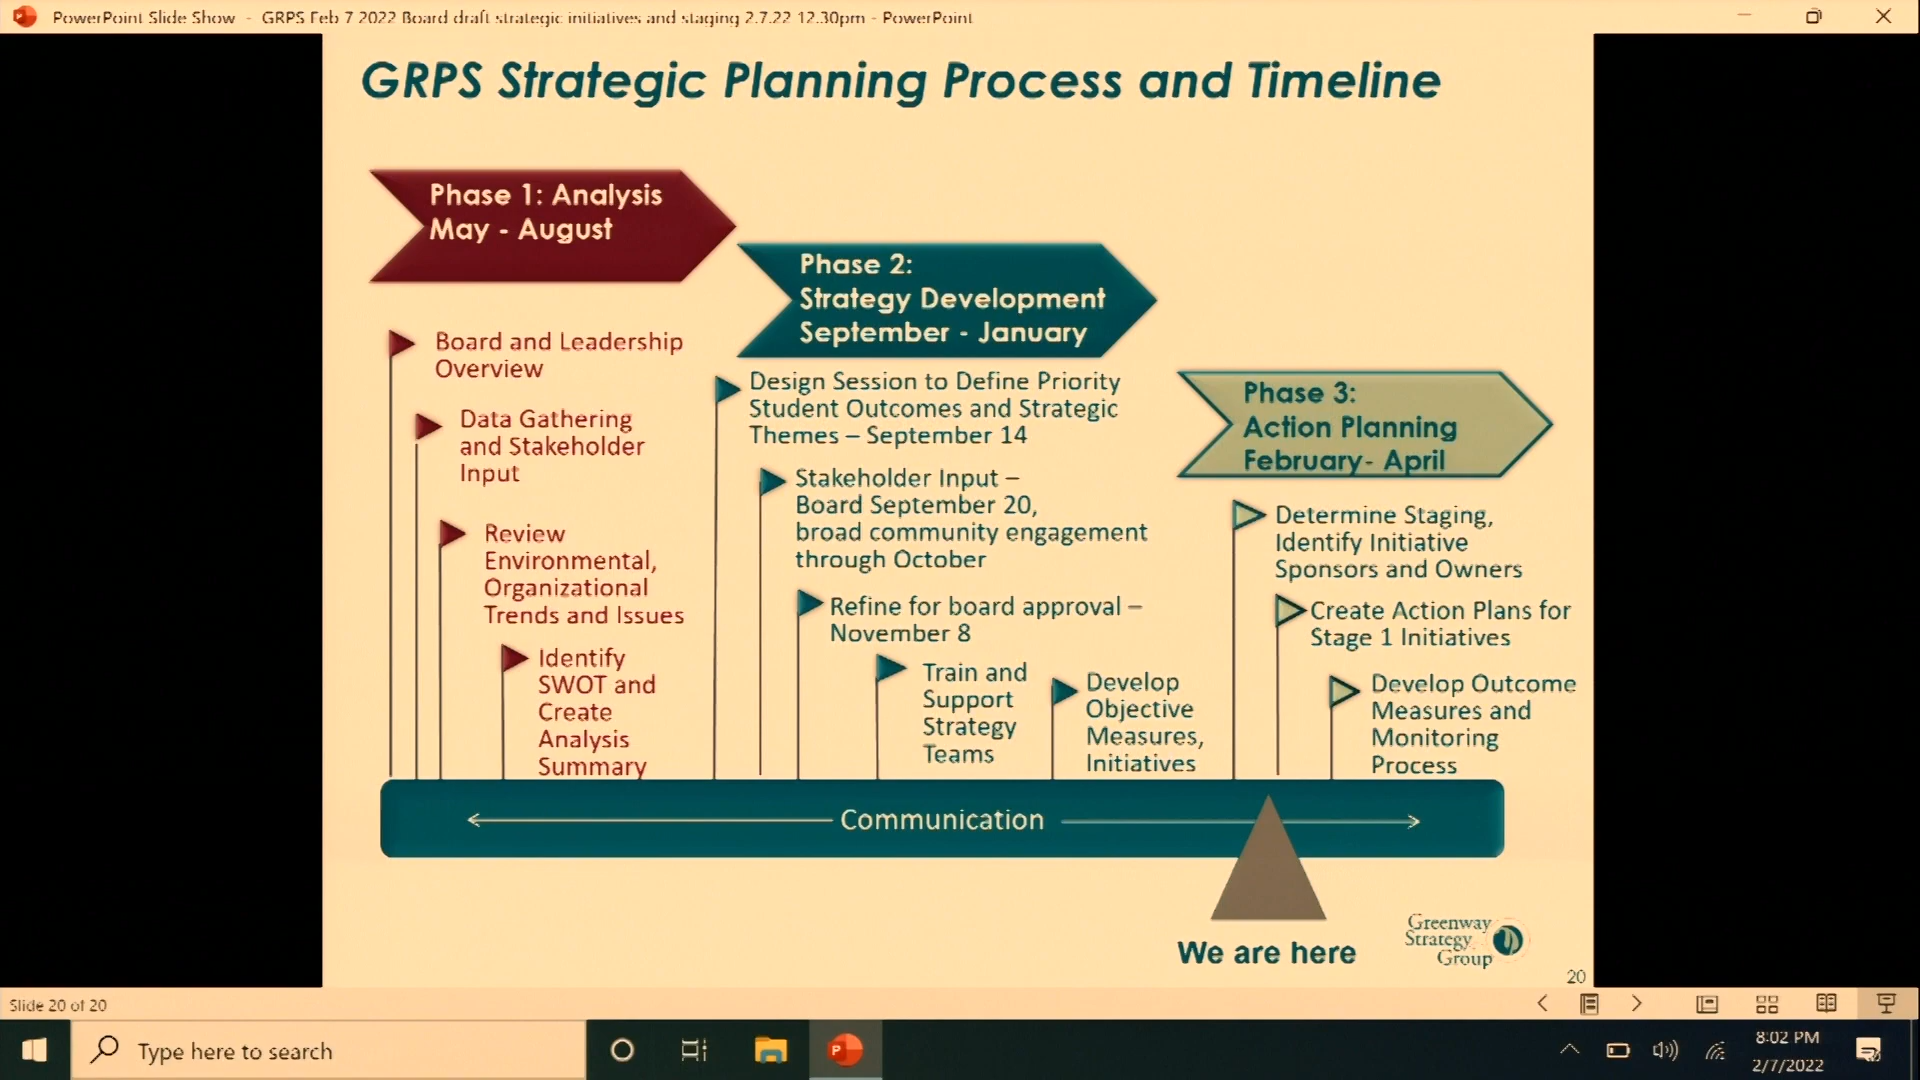 PowerPoint Slide Show - GRPS Feb 7 2022 Board draft strategic initiatives and staging 2.7.22 12.30pm - PowerPoint
GRPS Strategic Planning Process and Timeline
Phase 1: Analysis
May - August
Board and Leadership
Overview
Data Gathering
and Stakeholder
Input
Review
Environmental,
Organizational
Trends and Issues
Identify
SWOT and
Create
Analysis
Summary
Phase 2:
Strategy Development
September - January
Design Session to Define Priority
Student Outcomes and Strategic
Themes – September 14
Stakeholder Input –
Board September 20,
broad community engagement
through October
Refine for board approval –
November 8
Train and
Support
Strategy
Teams
Develop
Objective
Measures,
Initiatives
Phase 3:
Action Planning
February- April
Determine Staging,
Identify Initiative
Sponsors and Owners
Create Action Plans for
Stage 1 Initiatives
Develop Outcome
Measures and
Monitoring
Process
Communication
We are here
Greenway
Strategy
Group
20
Slide 20 of 20
Type here to search
8:02 PM
2/7/2022